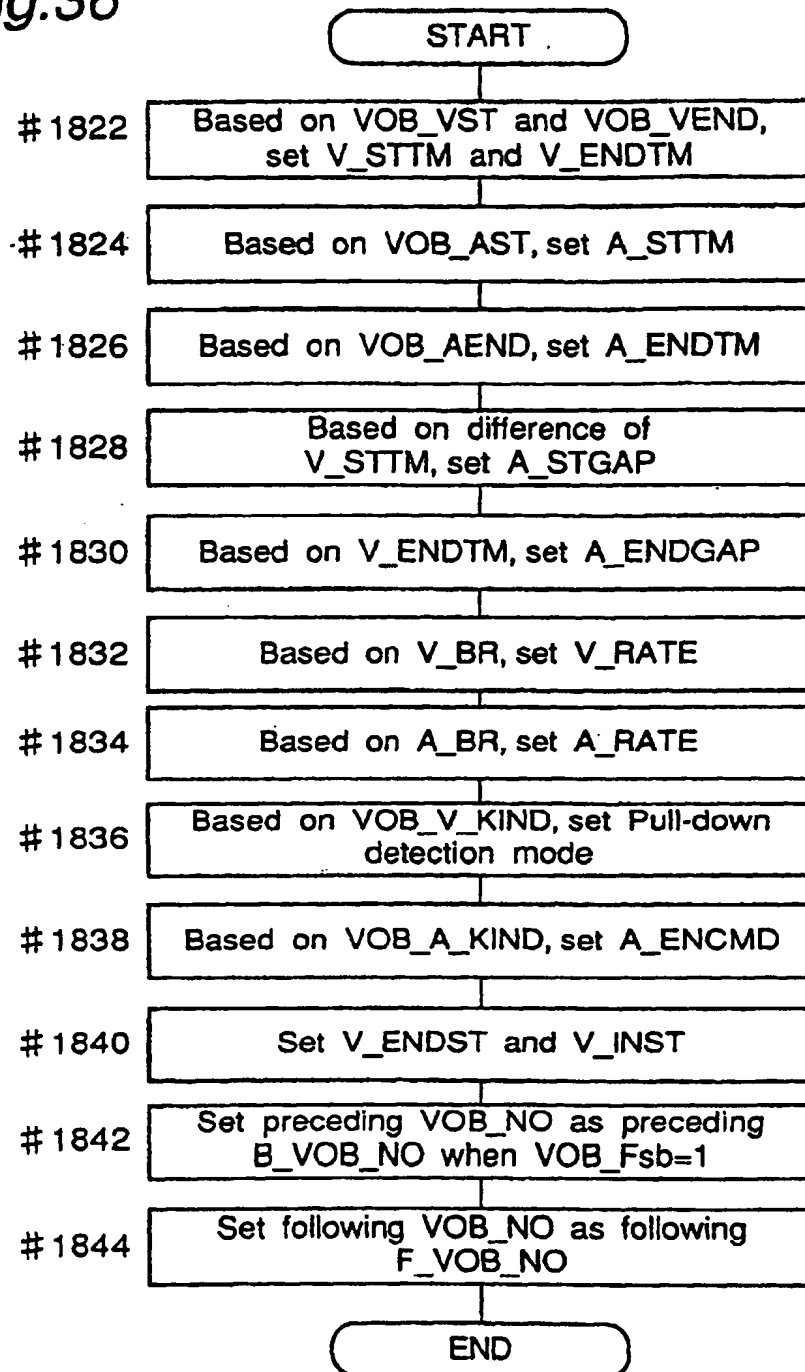 ig.36
START
#1822 Based on VOB_VST and VOB_VEND,
set V_STTM and V_ENDTM
#1824 Based on VOB_AST, set A_STTM
#1826 Based on VOB_AEND, set A_ENDTM
#1828 Based on difference of
V_STTM, set A_STGAP
#1830 Based on V_ENDTM, set A_ENDGAP
#1832 Based on V_BR, set V_RATE
#1834 Based on A_BR, set A_RATE
#1836 Based on VOB_V_KIND, set Pull-down
detection mode
#1838 Based on VOB_A_KIND, set A_ENCMD
#1840 Set V_ENDST and V_INST
#1842 Set preceding VOB_NO as preceding
B_VOB_NO when VOB_Fsb=1
#1844 Set following VOB_NO as following
F_VOB_NO
END